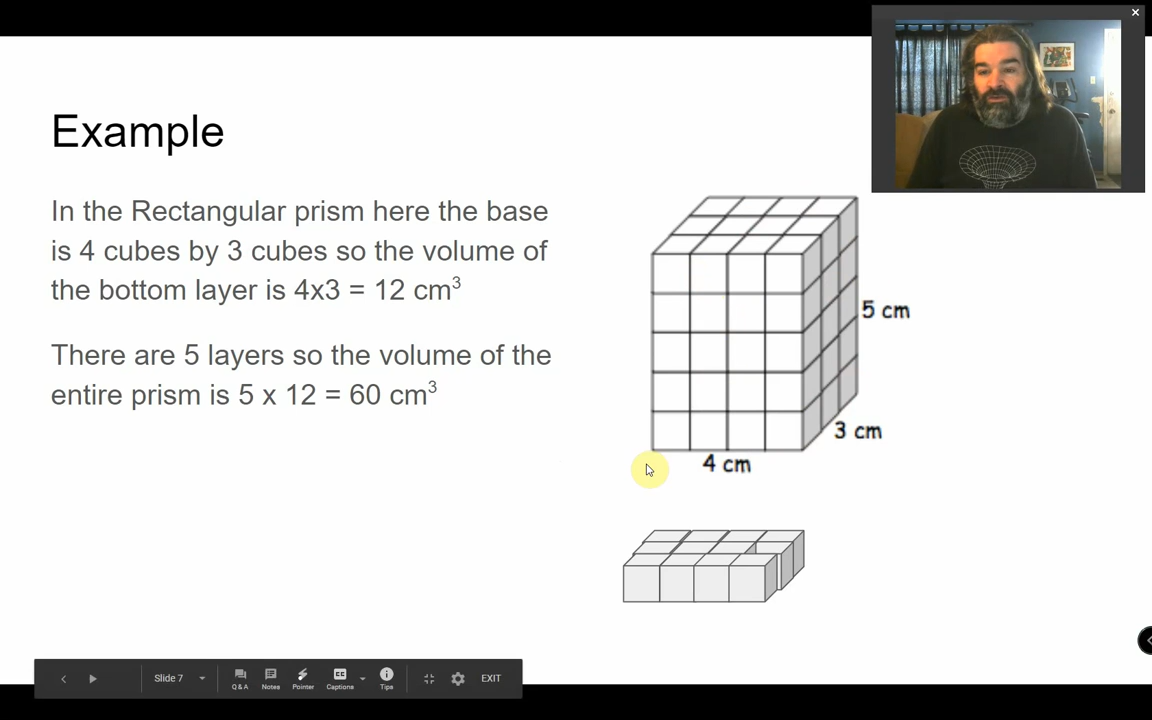 Example
In the Rectangular prism here the base
is 4 cubes by 3 cubes so the volume of
the bottom layer is 4x3 = 12 cm³
There are 5 layers so the volume of the
entire prism is 5 x 12 = 60 cm³
5 cm
3 cm
4 cm
Slide 7
Q & A
Notes
Pointer
CC
Captions
Tips
EXIT